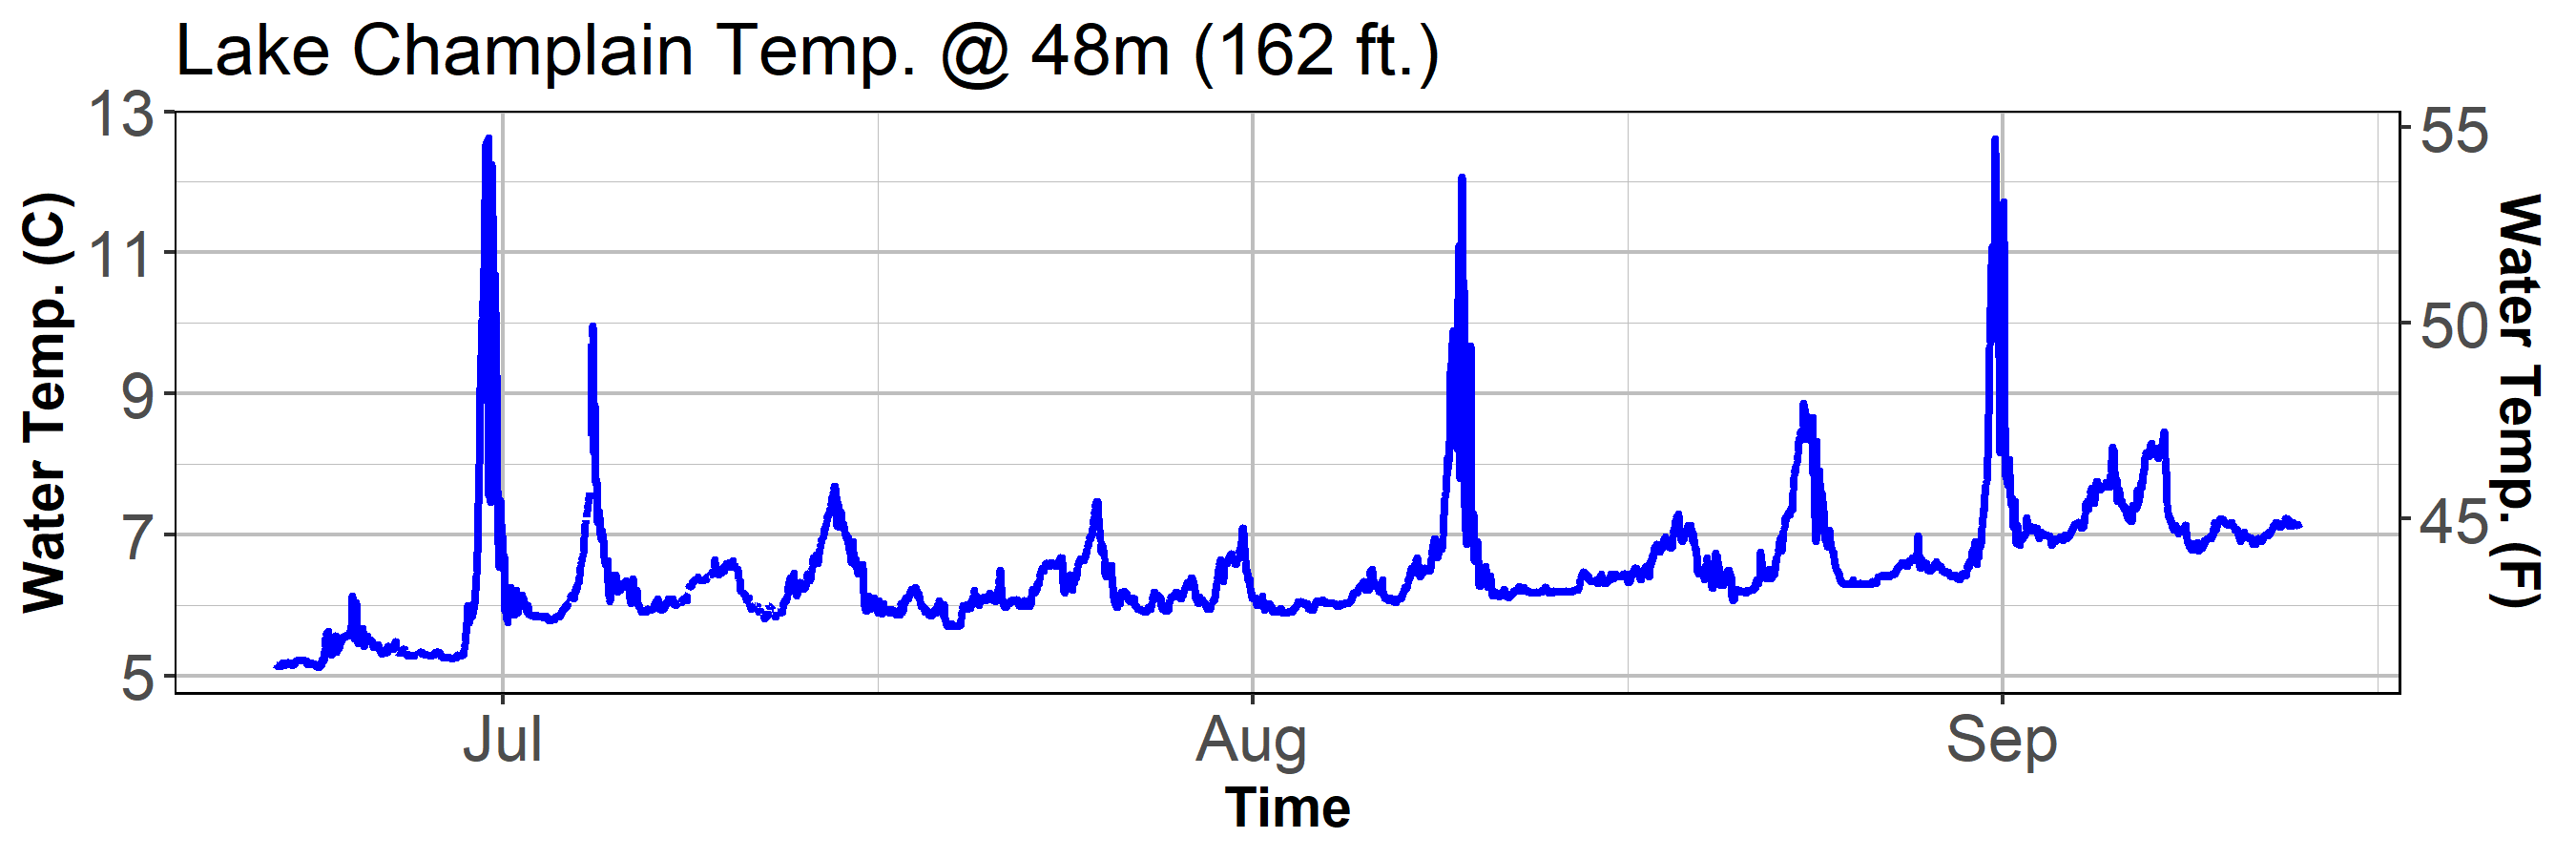 Lake Champlain Temp. @ 48m (162 ft.)
13
11
9
7
5
Water Temp. (C)
55
50
45
Water Temp. (F)
Jul
Aug
Sep
Time